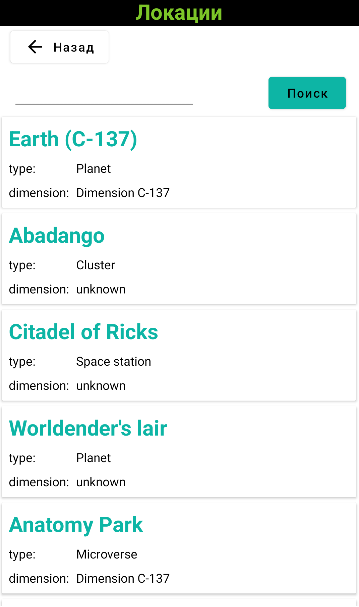 Локации
Назад
Поиск
Earth (C-137)
type: Planet
dimension: Dimension C-137
Abadango
type: Cluster
dimension: unknown
Citadel of Ricks
type: Space station
dimension: unknown
Worldender's lair
type: Planet
dimension: unknown
Anatomy Park
type: Microverse
dimension: Dimension C-137